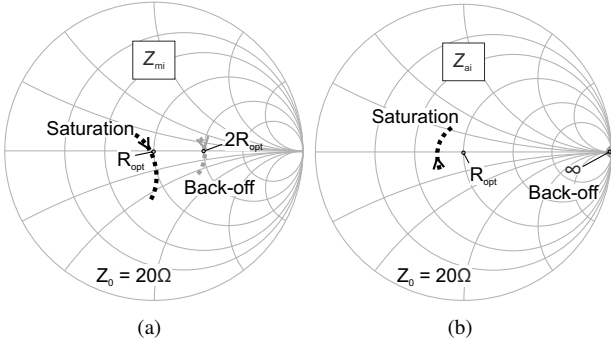 Z_mi
Saturation
R_opt
2R_opt
Back-off
Z_0 = 20Ω
(a)
Z_ai
Saturation
R_opt
∞
Back-off
Z_0 = 20Ω
(b)